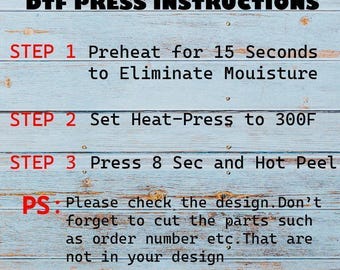 DTF PRESS INSTRUCTIONS
STEP 1 Preheat for 15 Seconds
to Eliminate Mouisture
STEP 2 Set Heat-Press to 300F
STEP 3 Press 8 Sec and Hot Peel
PS: Please check the design.Don't
forget to cut the parts such
as order number etc.That are
not in your design